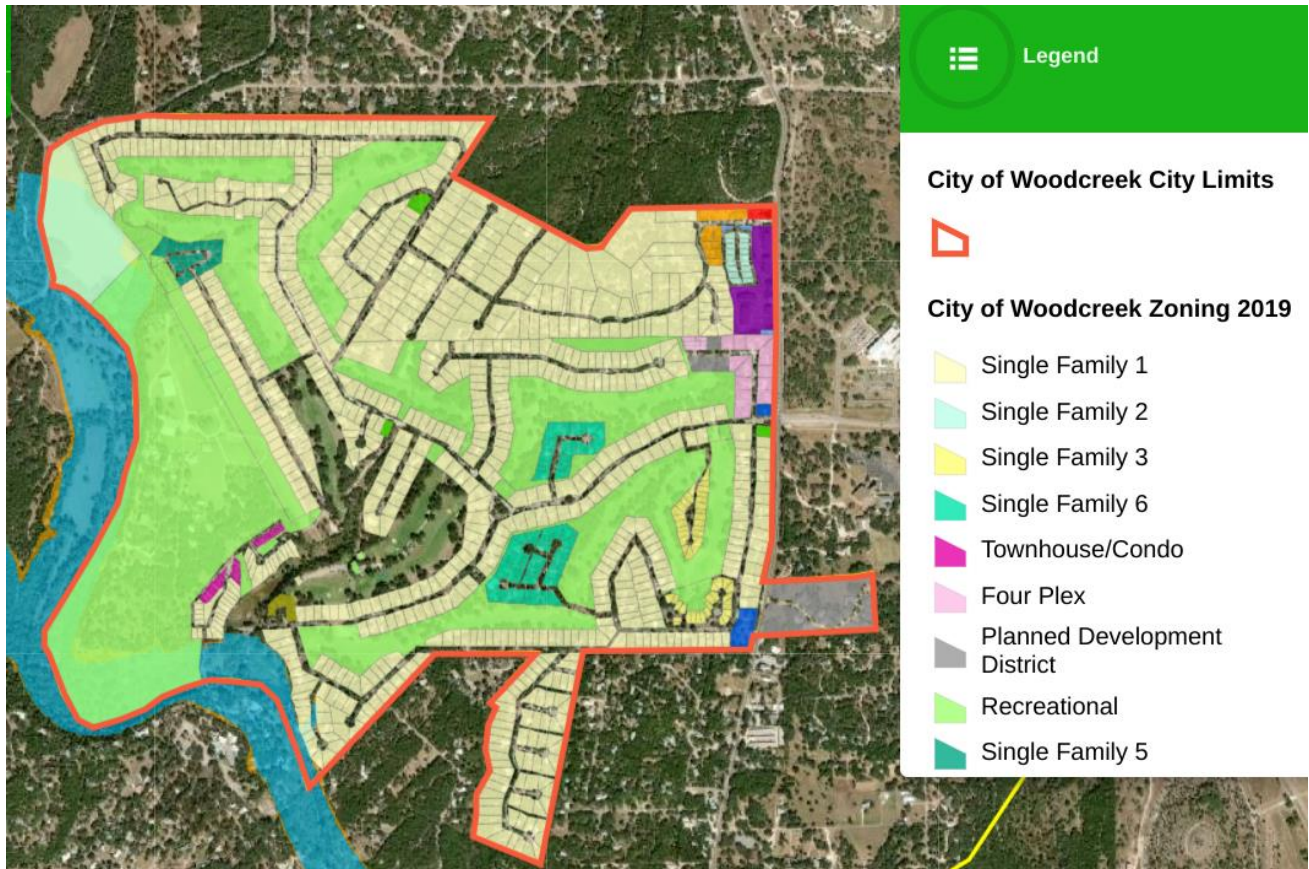 Legend
City of Woodcreek City Limits
City of Woodcreek Zoning 2019
Single Family 1
Single Family 2
Single Family 3
Single Family 6
Townhouse/Condo
Four Plex
Planned Development
District
Recreational
Single Family 5